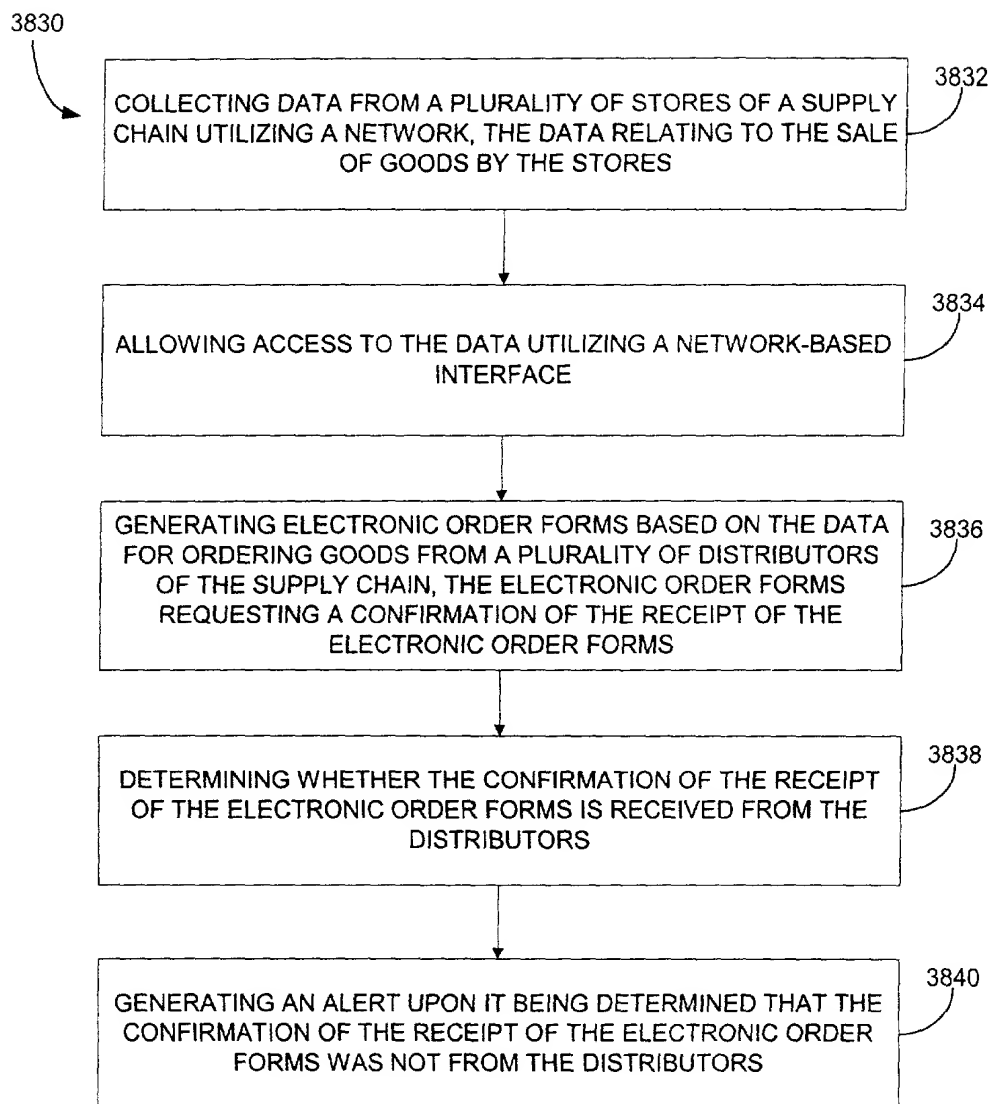 3830
COLLECTING DATA FROM A PLURALITY OF STORES OF A SUPPLY
CHAIN UTILIZING A NETWORK, THE DATA RELATING TO THE SALE
OF GOODS BY THE STORES
3832
ALLOWING ACCESS TO THE DATA UTILIZING A NETWORK-BASED
INTERFACE
3834
GENERATING ELECTRONIC ORDER FORMS BASED ON THE DATA
FOR ORDERING GOODS FROM A PLURALITY OF DISTRIBUTORS
OF THE SUPPLY CHAIN, THE ELECTRONIC ORDER FORMS
REQUESTING A CONFIRMATION OF THE RECEIPT OF THE
ELECTRONIC ORDER FORMS
3836
DETERMINING WHETHER THE CONFIRMATION OF THE RECEIPT
OF THE ELECTRONIC ORDER FORMS IS RECEIVED FROM THE
DISTRIBUTORS
3838
GENERATING AN ALERT UPON IT BEING DETERMINED THAT THE
CONFIRMATION OF THE RECEIPT OF THE ELECTRONIC ORDER
FORMS WAS NOT FROM THE DISTRIBUTORS
3840